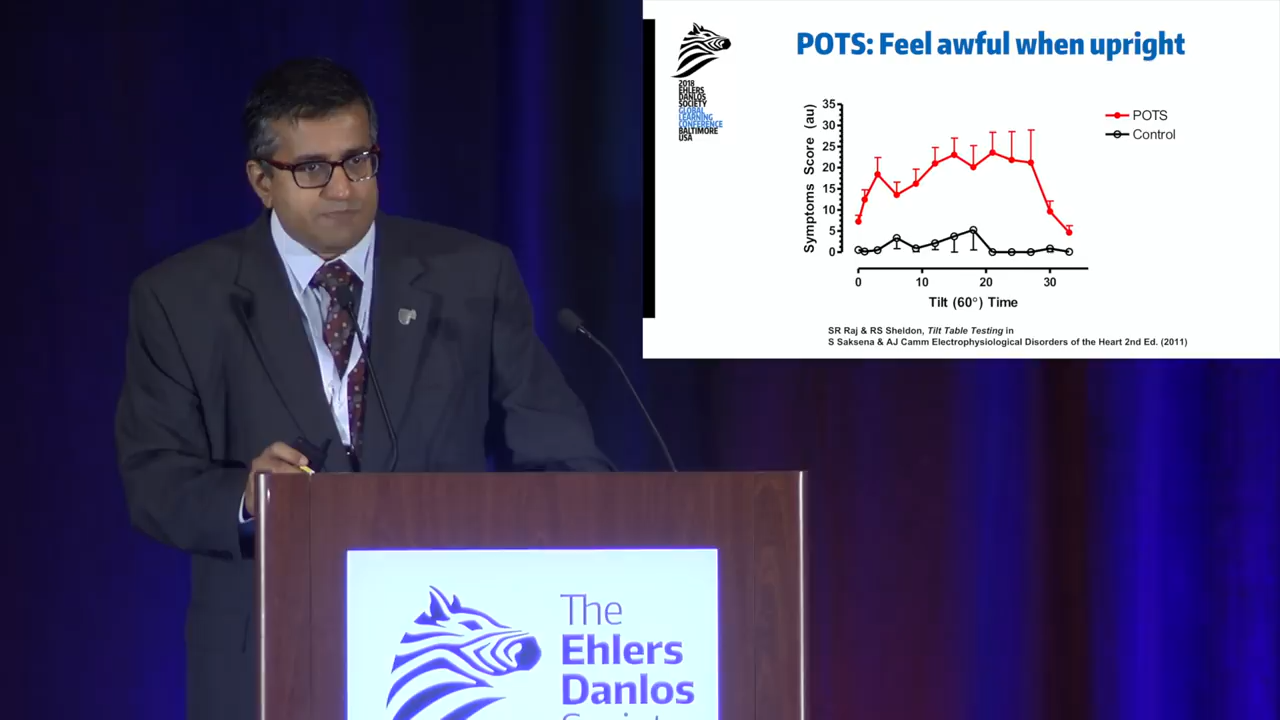 POTS: Feel awful when upright
2018
EHLERS
DANLOS
SOCIETY
GLOBAL
LEARNING
CONFERENCE
BALTIMORE
USA
Symptoms Score (au)
35
30
25
20
15
10
5
0
0 10 20 30
Tilt (60°) Time
POTS
Control
SR Raj & RS Sheldon, Tilt Table Testing in
S Saksena & AJ Camm Electrophysiological Disorders of the Heart 2nd Ed. (2011)
The
Ehlers
Danlos
Society